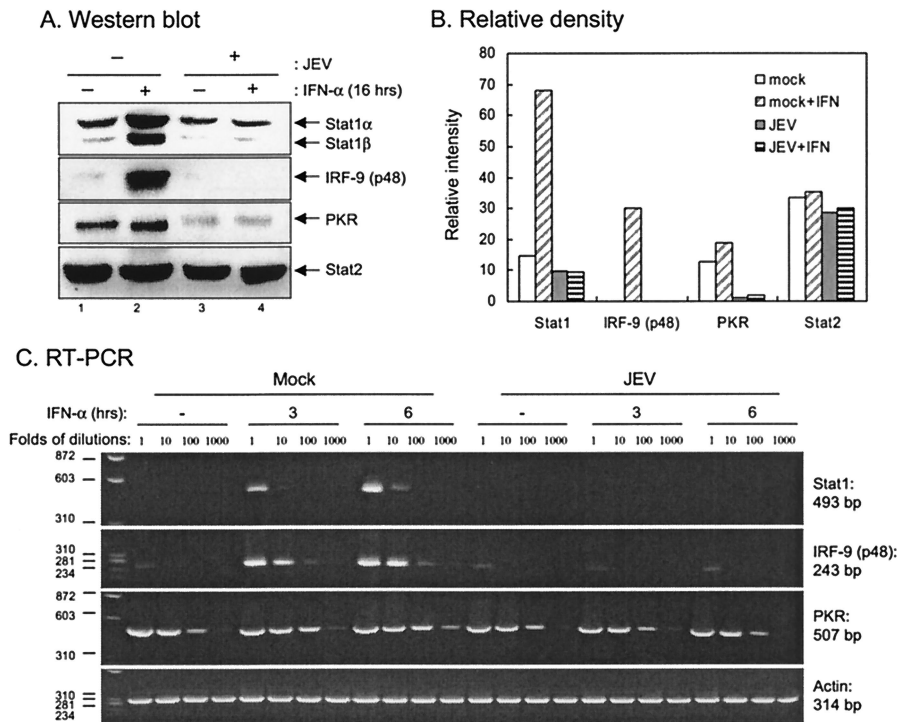 A. Western blot
– + : JEV
– + – + : IFN-α (16 hrs)
Stat1α
Stat1β
IRF-9 (p48)
PKR
Stat2
1 2 3 4
B. Relative density
Relative intensity
80
70
60
50
40
30
20
10
0
mock
mock+IFN
JEV
JEV+IFN
Stat1 IRF-9 (p48) PKR Stat2
C. RT-PCR
Mock JEV
IFN-α (hrs): - 3 6 - 3 6
Folds of dilutions: 1 10 100 1000 1 10 100 1000 1 10 100 1000 1 10 100 1000 1 10 100 1000 1 10 100 1000
872
603
310
Stat1:
493 bp
310
281
234
IRF-9 (p48):
243 bp
872
603
310
PKR:
507 bp
310
281
234
Actin:
314 bp